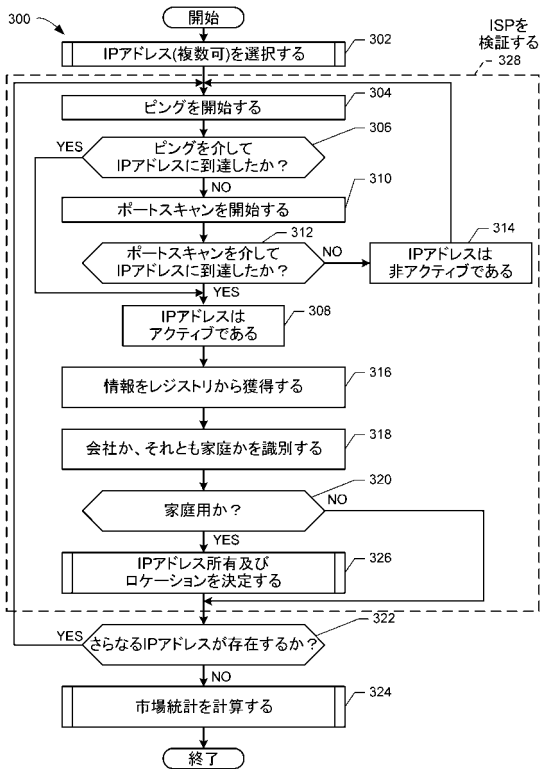 300
開始
IPアドレス(複数可)を選択する
302
ISPを
検証する
328
ピングを開始する
304
YES
ピングを介して
IPアドレスに到達したか？
306
NO
ポートスキャンを開始する
310
ポートスキャンを介して
IPアドレスに到達したか？
312
NO
IPアドレスは
非アクティブである
314
YES
IPアドレスは
アクティブである
308
情報をレジストリから獲得する
316
会社か、それとも家庭かを識別する
318
家庭用か？
320
NO
YES
IPアドレス所有及び
ロケーションを決定する
326
YES
さらなるIPアドレスが存在するか？
322
NO
市場統計を計算する
324
終了